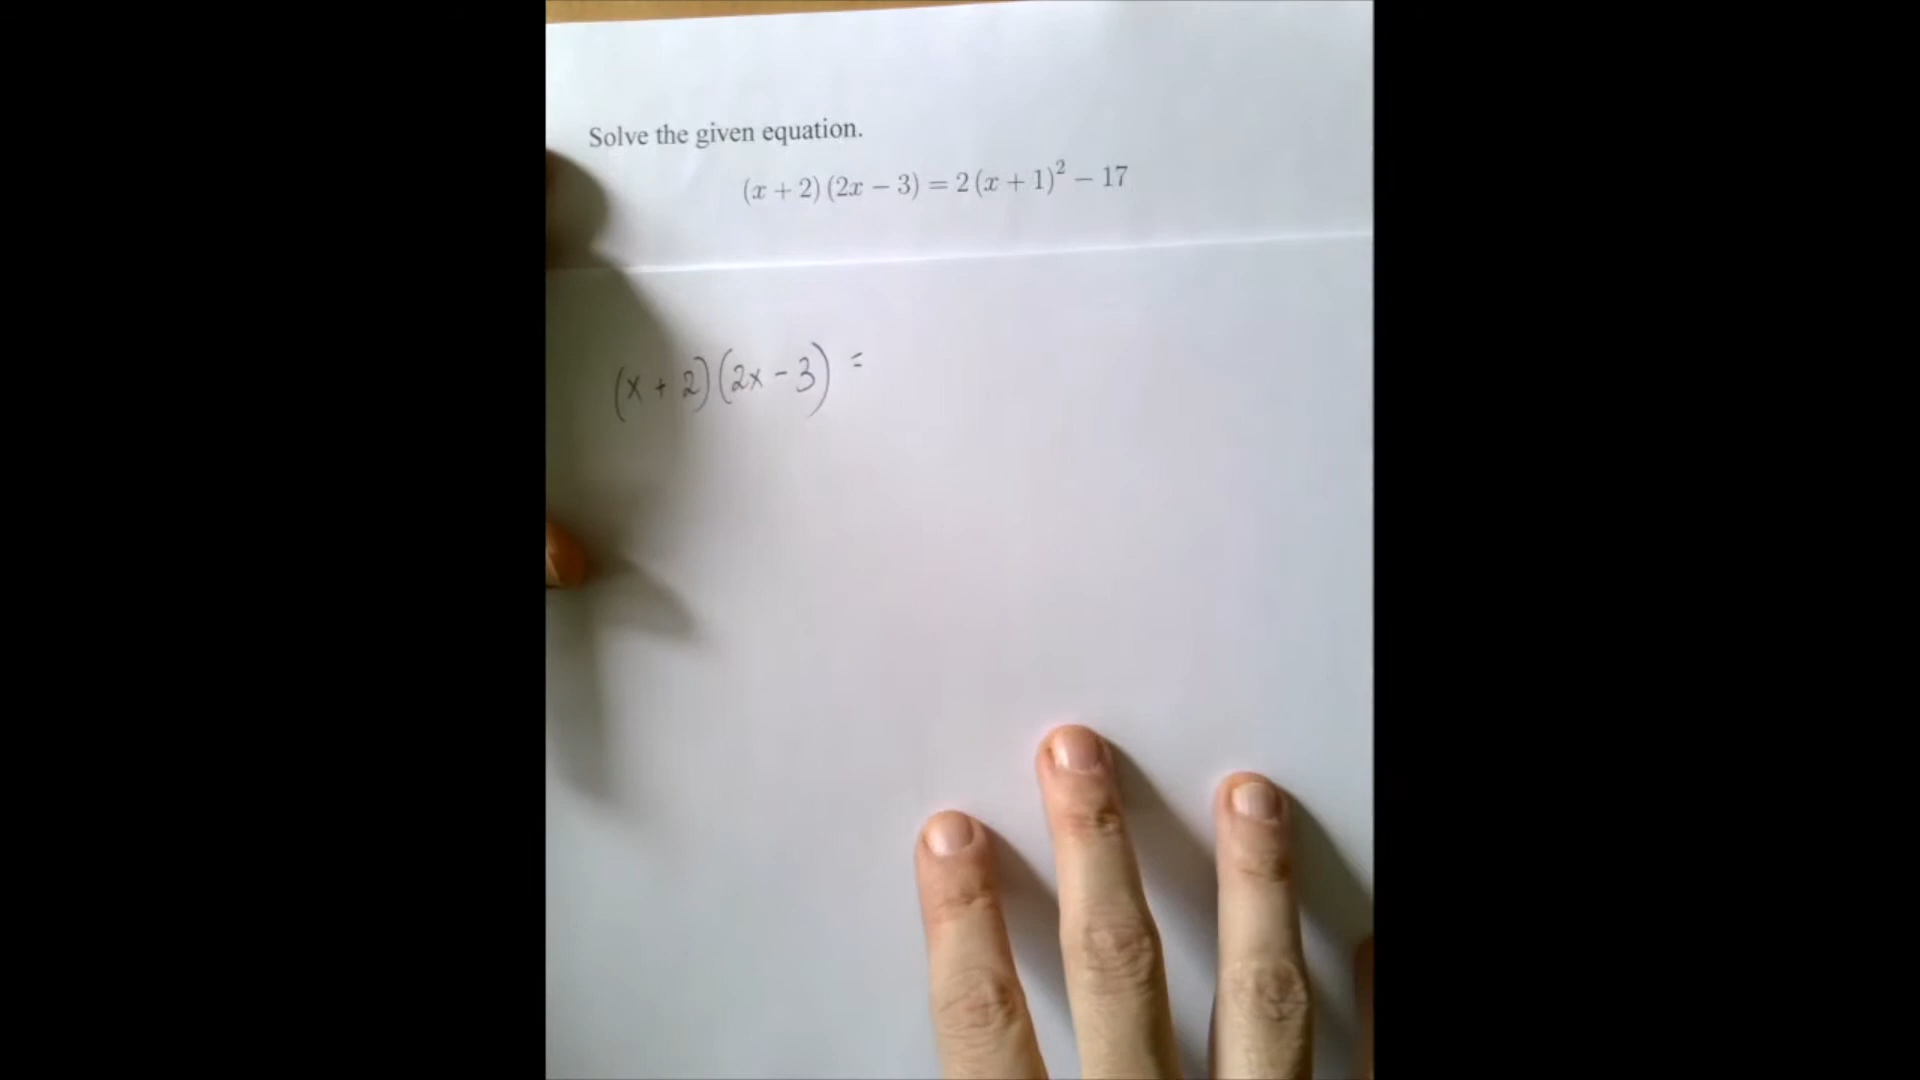 Solve the given equation.
(x + 2)(2x − 3) = 2(x + 1)² − 17
(x + 2)(2x - 3) =